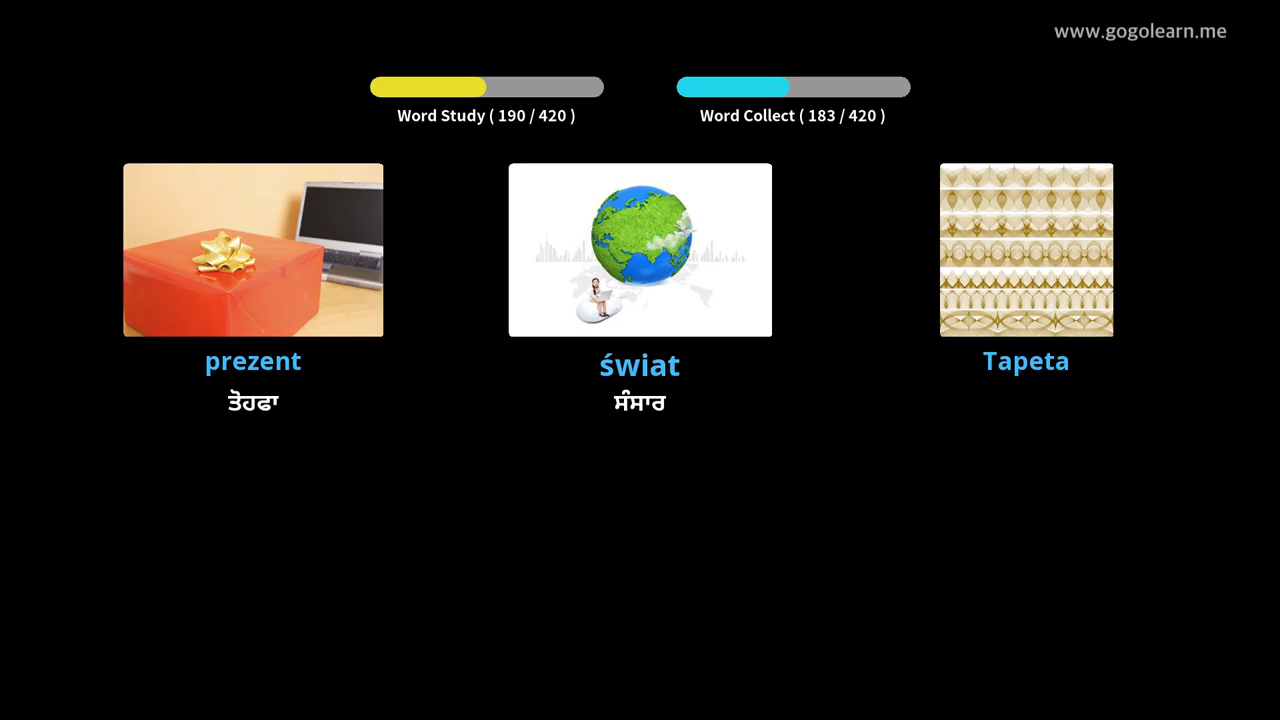 www.gogolearn.me
Word Study ( 190 / 420 )
Word Collect ( 183 / 420 )
prezent
świat
Tapeta
ਤੋਹਫਾ
ਸੰਸਾਰ